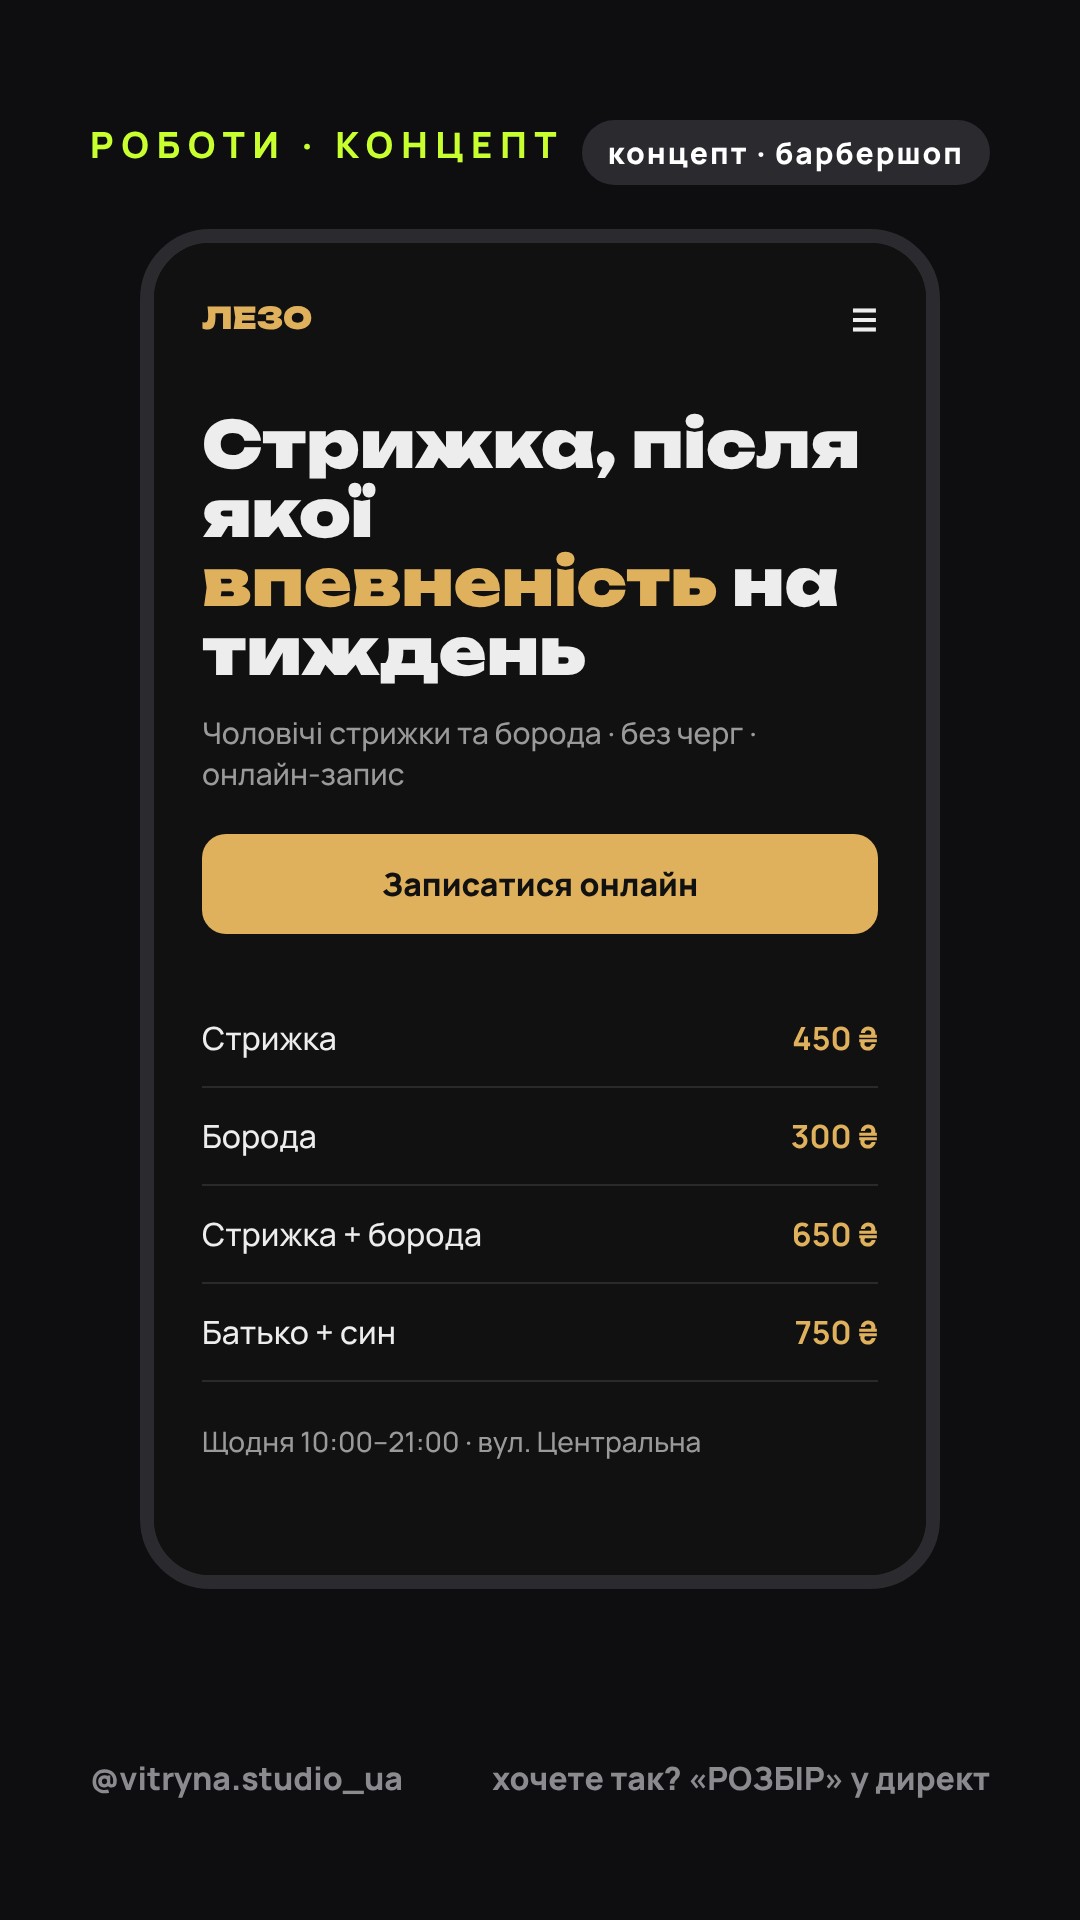 РОБОТИ · КОНЦЕПТ
концепт · барбершоп
ЛЕЗО
Стрижка, після
якої
впевненість на
тиждень
Чоловічі стрижки та борода · без черг ·
онлайн-запис
Записатися онлайн
Стрижка 450 ₴
Борода 300 ₴
Стрижка + борода 650 ₴
Батько + син 750 ₴
Щодня 10:00–21:00 · вул. Центральна
@vitryna.studio_ua
хочете так? «РОЗБІР» у директ